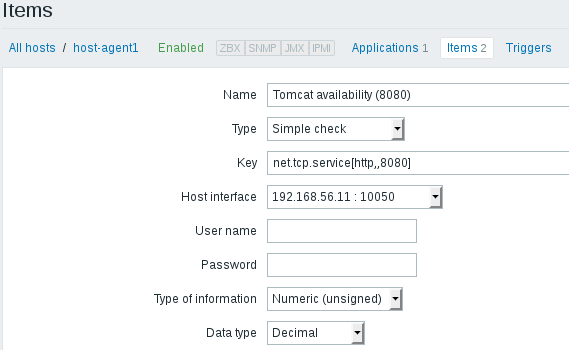 Items
All hosts / host-agent1 Enabled ZBX SNMP JMX IPMI Applications 1 Items 2 Triggers
Name Tomcat availability (8080)
Type Simple check
Key net.tcp.service[http,,8080]
Host interface 192.168.56.11 : 10050
User name
Password
Type of information Numeric (unsigned)
Data type Decimal